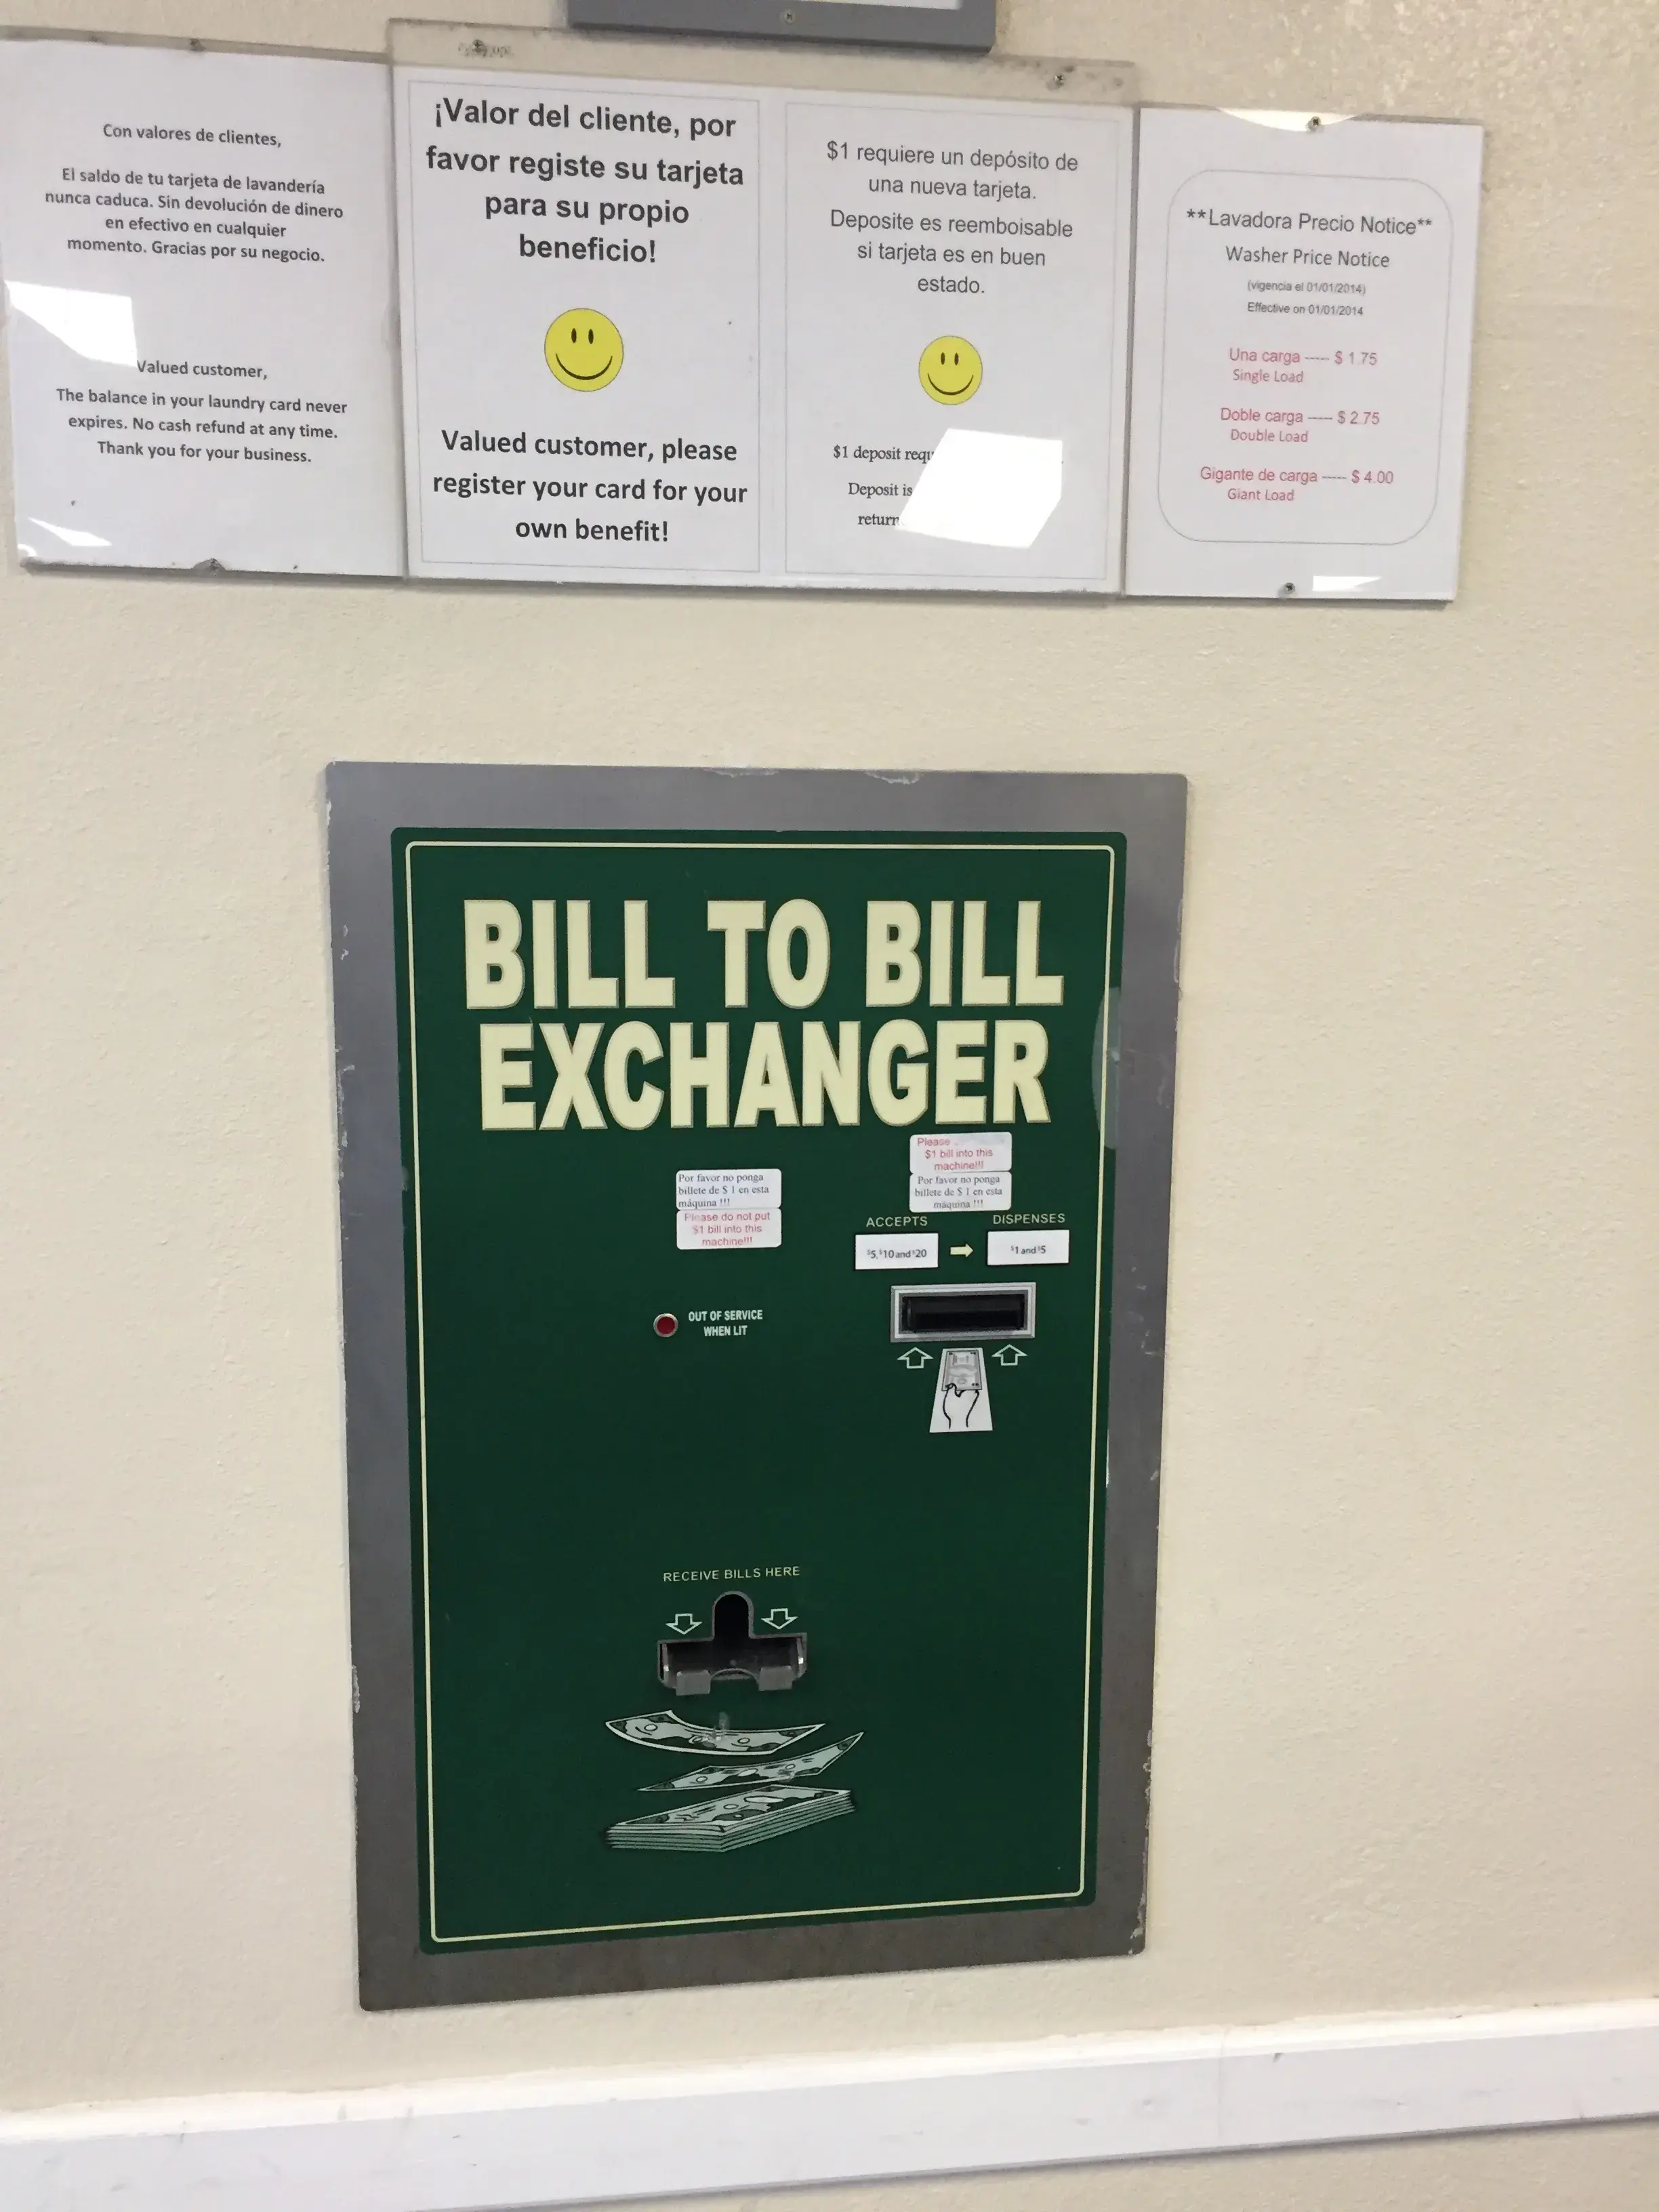 Con valores de clientes,
El saldo de tu tarjeta de lavandería
nunca caduca. Sin devolución de dinero
en efectivo en cualquier
momento. Gracias por su negocio.
Valued customer,
The balance in your laundry card never
expires. No cash refund at any time.
Thank you for your business.
¡Valor del cliente, por
favor registe su tarjeta
para su propio
beneficio!
Valued customer, please
register your card for your
own benefit!
$1 requiere un depósito de
una nueva tarjeta.
Deposite es reemboisable
si tarjeta es en buen
estado.
$1 deposit
Deposit is
**Lavadora Precio Notice**
Washer Price Notice
(vigencia el 01/01/2014)
Effective on 01/01/2014
Una carga ---- $ 1.75
Single Load
Doble carga ---- $ 2.75
Double Load
Gigante de carga ---- $ 4.00
Giant Load
BILL TO BILL
EXCHANGER
Por favor no ponga
billete de $ 1 en esta
máquina !!!
Please do not put
$1 bill into this
machine!!!
Please
$1 bill into this
machine!!!
Por favor no ponga
billete de $ 1 en esta
máquina !!!
ACCEPTS
DISPENSES
$5, $10 and $20
$1 and $5
OUT OF SERVICE
WHEN LIT
RECEIVE BILLS HERE